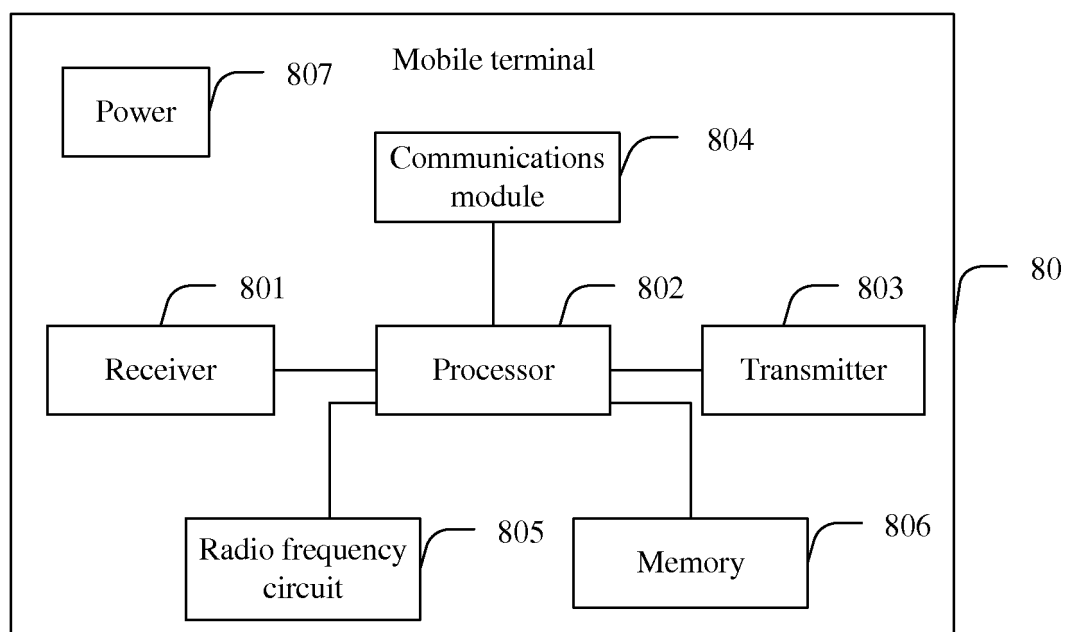 Mobile terminal
807
Power
804
Communications
module
80
801
802
803
Receiver
Processor
Transmitter
805
806
Radio frequency
circuit
Memory